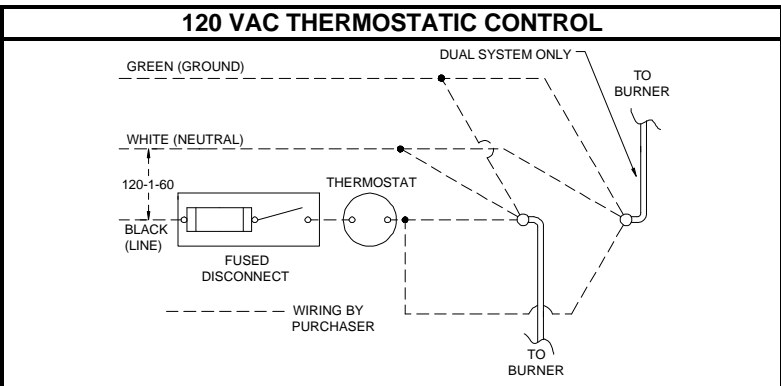 120 VAC THERMOSTATIC CONTROL
DUAL SYSTEM ONLY
GREEN (GROUND)
TO
BURNER
WHITE (NEUTRAL)
120-1-60
THERMOSTAT
BLACK
(LINE)
FUSED
DISCONNECT
WIRING BY
PURCHASER
TO
BURNER